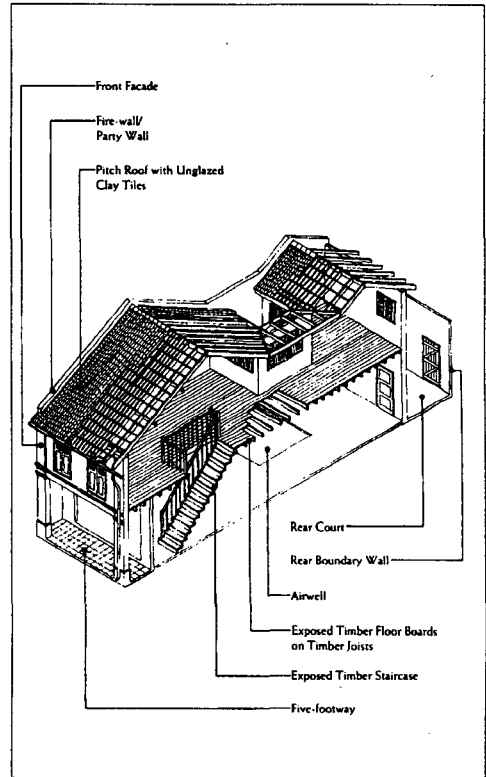 Front Facade
Fire-wall/
Party Wall
Pitch Roof with Unglazed
Clay Tiles
Rear Court
Rear Boundary Wall
Airwell
Exposed Timber Floor Boards
on Timber Joists
Exposed Timber Staircase
Five-footway